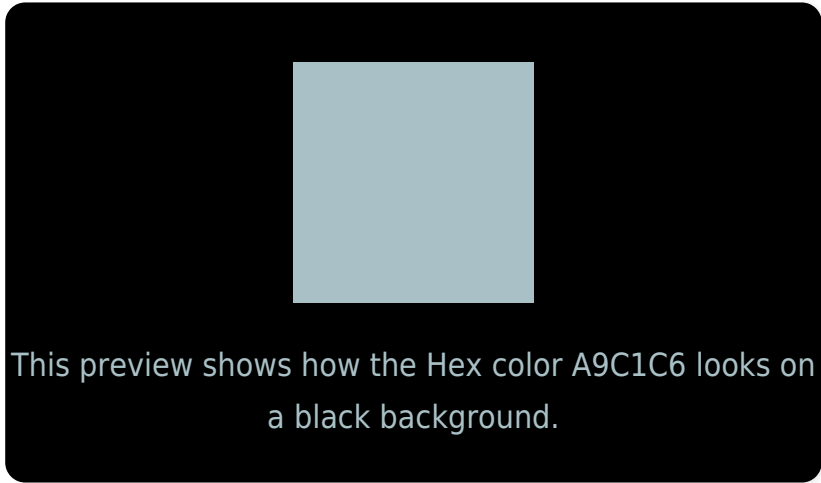 This preview shows how the Hex color A9C1C6 looks on
a black background.